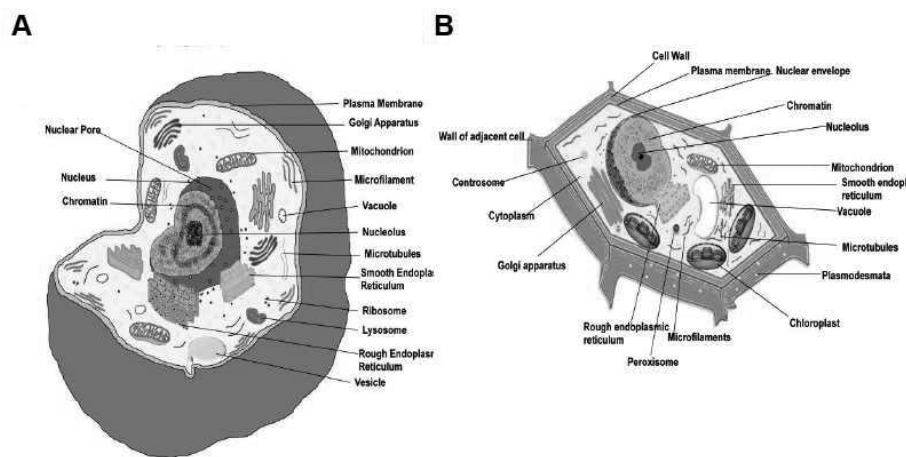 A
Plasma Membrane
Golgi Apparatus
Nuclear Pore
Mitochondrion
Nucleus
Microfilament
Chromatin
Vacuole
Nucleolus
Microtubules
Smooth Endoplas
Reticulum
Ribosome
Lysosome
Rough Endoplasm
Reticulum
Vesicle
B
Cell Wall
Plasma membrane
Nuclear envelope
Chromatin
Nucleolus
Wall of adjacent cell
Mitochondrion
Centrosome
Smooth endopl
reticulum
Vacuole
Cytoplasm
Microtubules
Golgi apparatus
Plasmodesmata
Chloroplast
Rough endoplasmic
reticulum
Microfilaments
Peroxisome